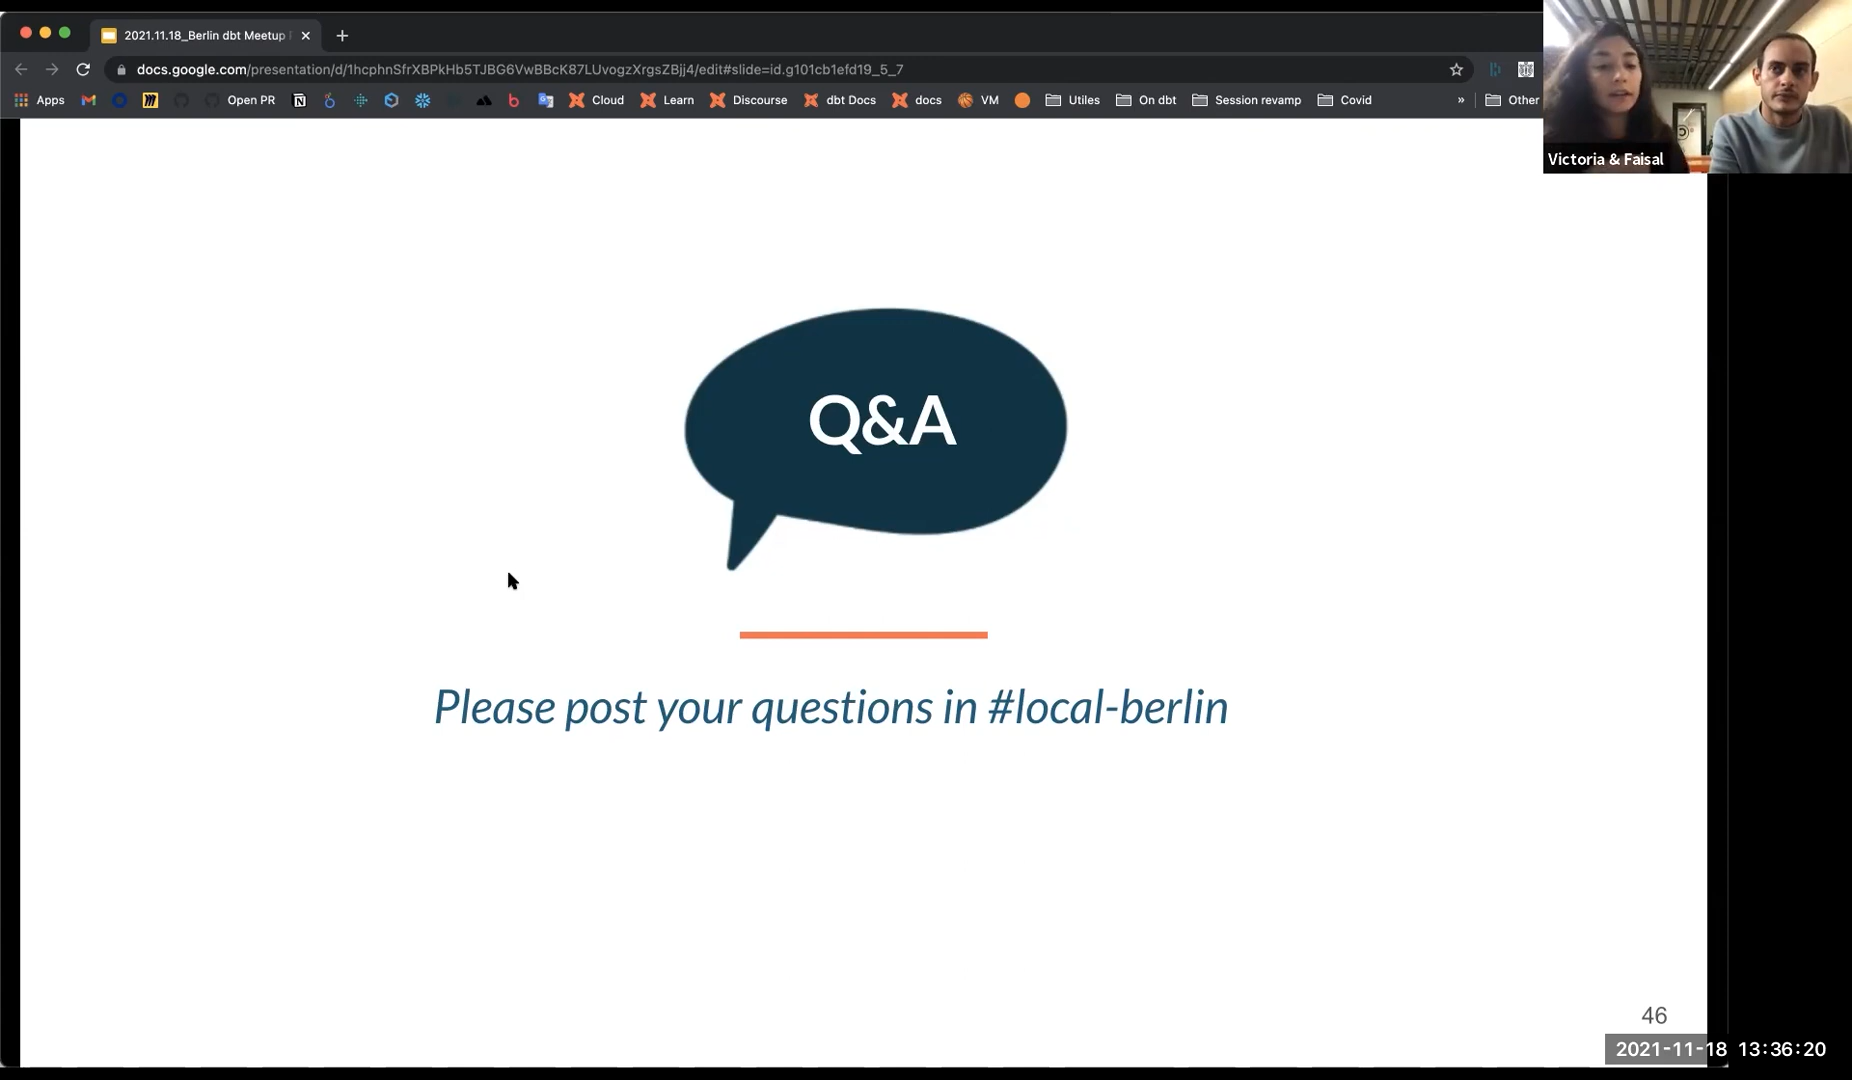 2021.11.18_Berlin dbt Meetup
docs.google.com/presentation/d/1hcphnSfrXBPkHb5TJBG6VwBBcK87LUvogzXrgsZBjj4/edit#slide=id.g101cb1efd19_5_7
Apps Open PR Cloud Learn Discourse dbt Docs docs VM Utiles On dbt Session revamp Covid » Other
Victoria & Faisal
Q&A
Please post your questions in #local-berlin
46
2021-11-18 13:36:20